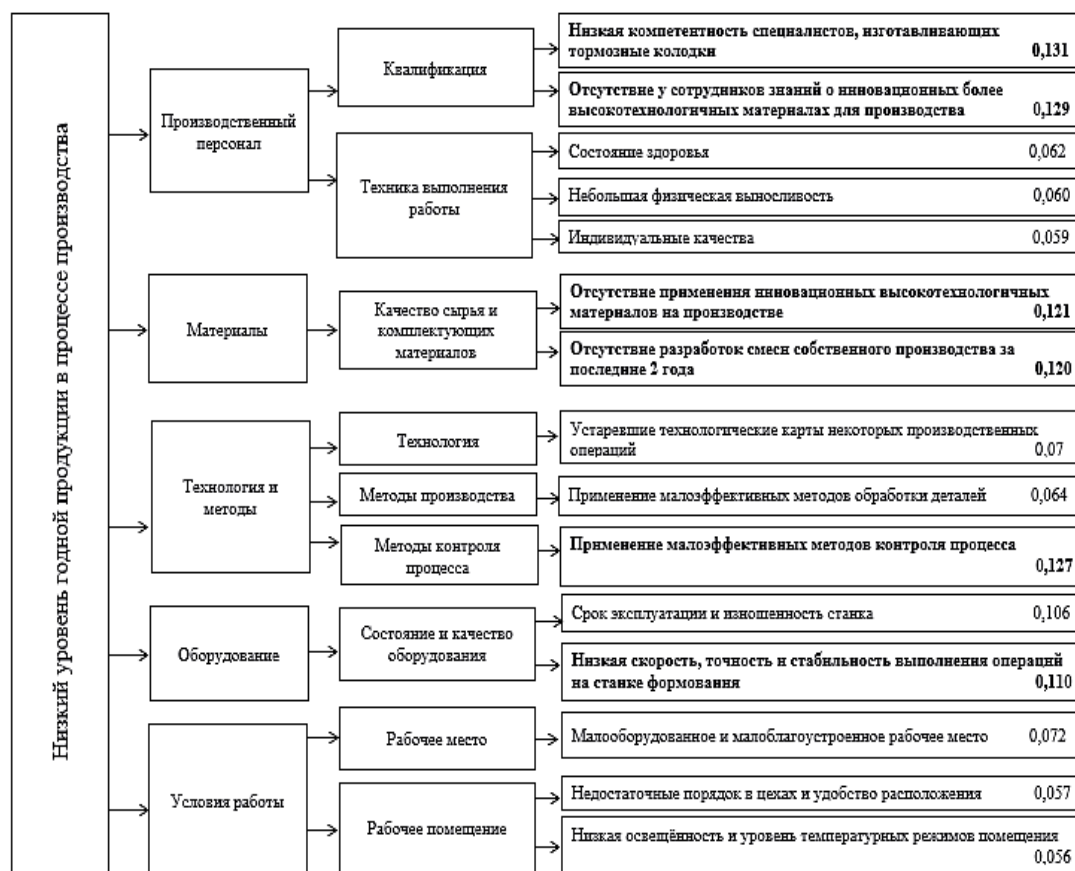 Низкий уровень годной продукции в процессе производства
Производственный
персонал
Квалификация
Низкая компетентность специалистов, изготавливающих
тормозные колодки 0,131
Отсутствие у сотрудников знаний о инновационных более
высокотехнологичных материалах для производства 0,129
Техника выполнения
работы
Состояние здоровья 0,062
Небольшая физическая выносливость 0,060
Индивидуальные качества 0,059
Материалы
Качество сырья и
комплектующих
материалов
Отсутствие применения инновационных высокотехнологичных
материалов на производстве 0,121
Отсутствие разработок смеси собственного производства за
последние 2 года 0,120
Технология и
методы
Технология
Устаревшие технологические карты некоторых производственных
операций 0,07
Методы производства
Применение малоэффективных методов обработки деталей 0,064
Методы контроля
процесса
Применение малоэффективных методов контроля процесса
0,127
Оборудование
Состояние и качество
оборудования
Срок эксплуатации и изношенность станка 0,106
Низкая скорость, точность и стабильность выполнения операций
на станке формования 0,110
Условия работы
Рабочее место
Малооборудованное и малоблагоустроенное рабочее место 0,072
Рабочее помещение
Недостаточные порядок в цехах и удобство расположения 0,057
Низкая освещённость и уровень температурных режимов помещения
0,056